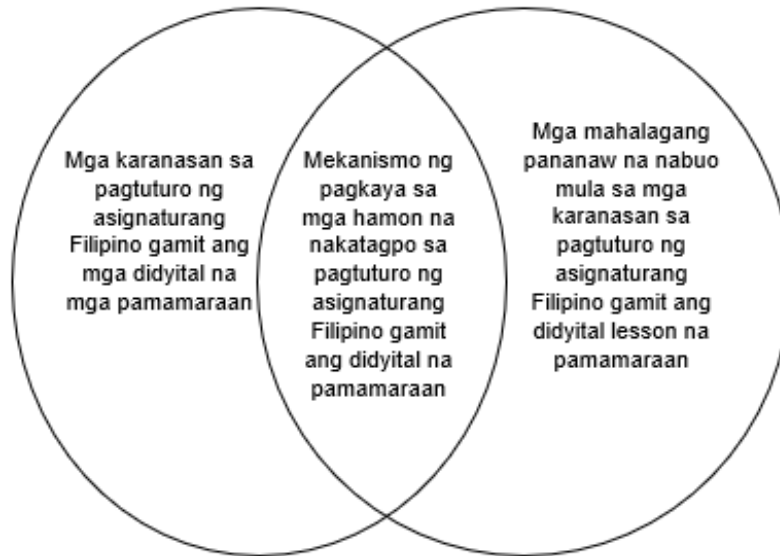 Mga karanasan sa
pagtuturo ng
asignaturang
Filipino gamit ang
mga didyital na
mga pamamaraan
Mekanismo ng
pagkaya sa
mga hamon na
nakatagpo sa
pagtuturo ng
asignaturang
Filipino gamit
ang didyital na
pamamaraan
Mga mahalagang
pananaw na nabuo
mula sa mga
karanasan sa
pagtuturo ng
asignaturang
Filipino gamit ang
didyital lesson na
pamamaraan